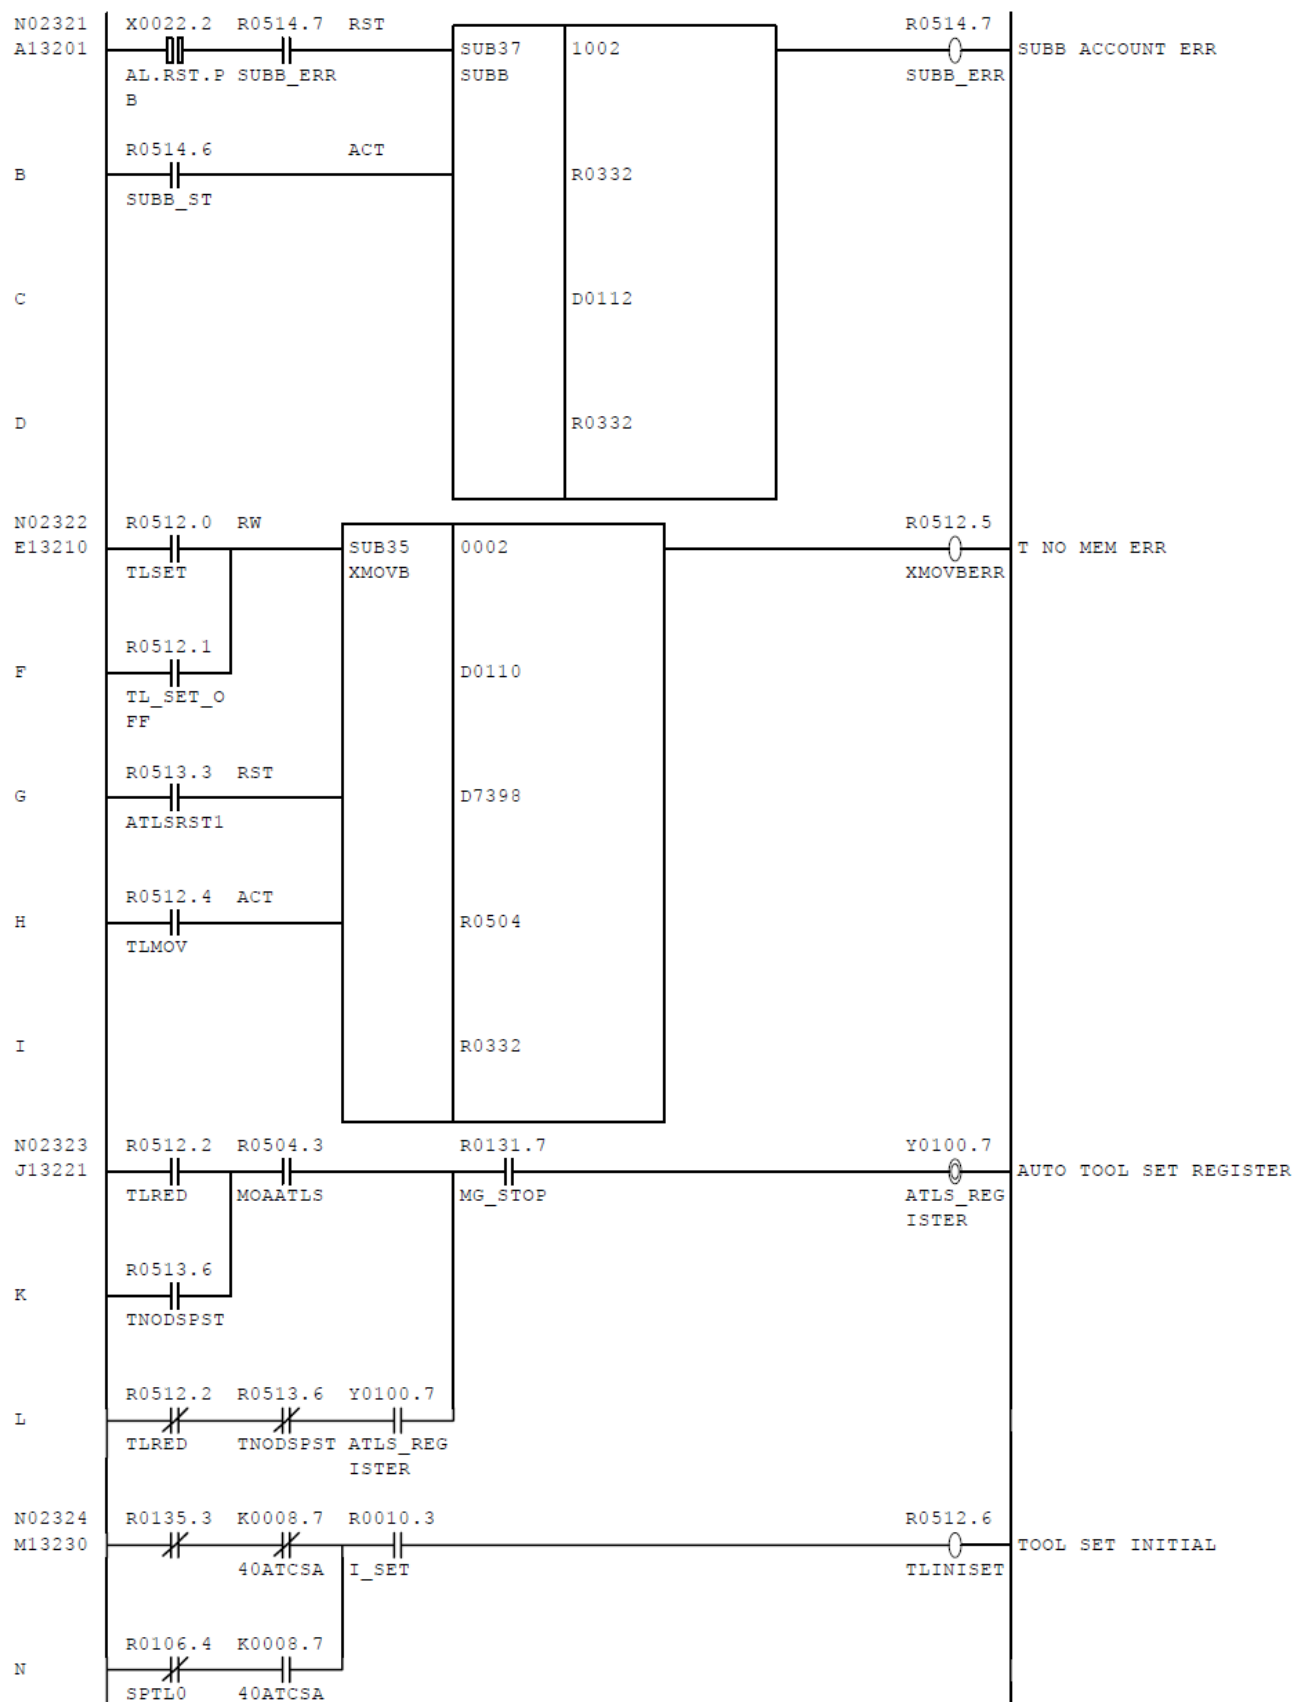 N02321 X0022.2 R0514.7 RST R0514.7
A13201 SUB37 1002 SUBB ACCOUNT ERR
AL.RST.P SUBB_ERR SUBB SUBB_ERR
B
R0514.6 ACT
B R0332
SUBB_ST
C D0112
D R0332
N02322 R0512.0 RW R0512.5
E13210 SUB35 0002 T NO MEM ERR
TLSET XMOVB XMOVBERR
R0512.1
F D0110
TL_SET_O
FF
R0513.3 RST
G D7398
ATLSRST1
R0512.4 ACT
H R0504
TLMOV
I R0332
N02323 R0512.2 R0504.3 R0131.7 Y0100.7
J13221 AUTO TOOL SET REGISTER
TLRED MOAATLS MG_STOP ATLS_REG
ISTER
R0513.6
K
TNODSPST
R0512.2 R0513.6 Y0100.7
L
TLRED TNODSPST ATLS_REG
ISTER
N02324 R0135.3 K0008.7 R0010.3 R0512.6
M13230 TOOL SET INITIAL
40ATCSA I_SET TLINISET
R0106.4 K0008.7
N
SPTL0 40ATCSA